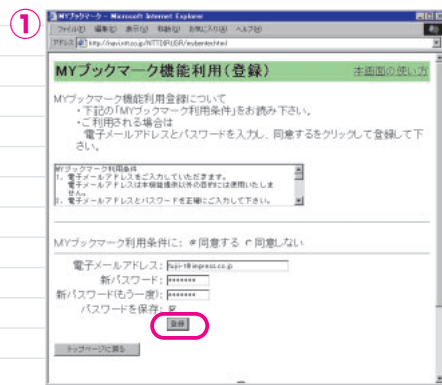 ①
MYブックマーク - Microsoft Internet Explorer
ファイル(F) 編集(E) 表示(V) 移動(G) お気に入り(A) ヘルプ(H)
アドレス
MYブックマーク機能利用(登録) 本画面の使い方
MYブックマーク機能利用登録について
・下記の「MYブックマーク利用条件」をお読み下さい。
・ご利用される場合は
電子メールアドレスとパスワードを入力し、同意するをクリックして登録して下
さい。
MYブックマーク利用条件
1. 電子メールアドレスをご入力していただきます。
電子メールアドレスは本機能提供以外の目的には使用いたしま
せん。
2. 電子メールアドレスとパスワードを正確にご入力して下さい。
MYブックマーク利用条件に: 同意する 同意しない
電子メールアドレス:
新パスワード: *******
新パスワード(もう一度): *******
パスワードを保存:
登録
トップページに戻る